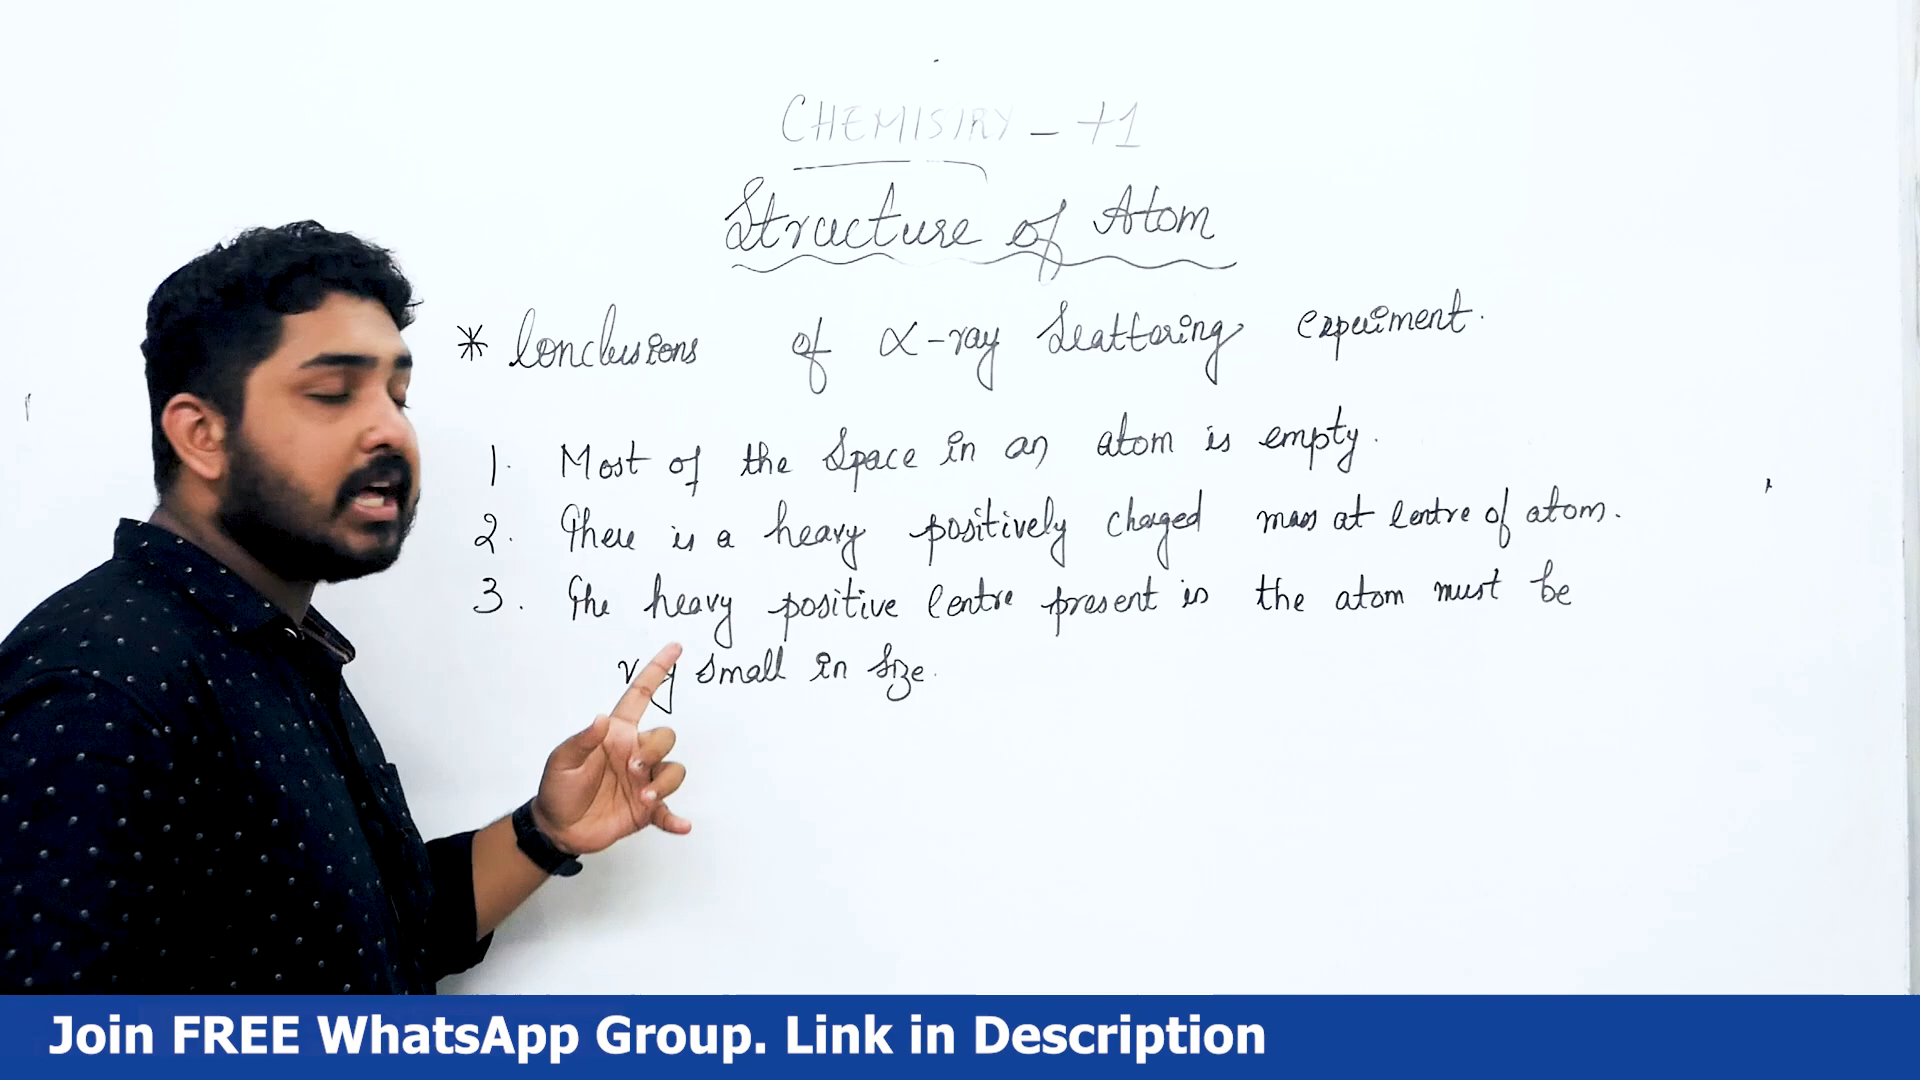 CHEMISTRY - +1
Structure of Atom
* Conclusions of α-ray Scattering experiment.
1. Most of the Space in an atom is empty.
2. There is a heavy positively charged mass at centre of atom.
3. The heavy positive centre present is the atom must be
very small in size.
Join FREE WhatsApp Group. Link in Description